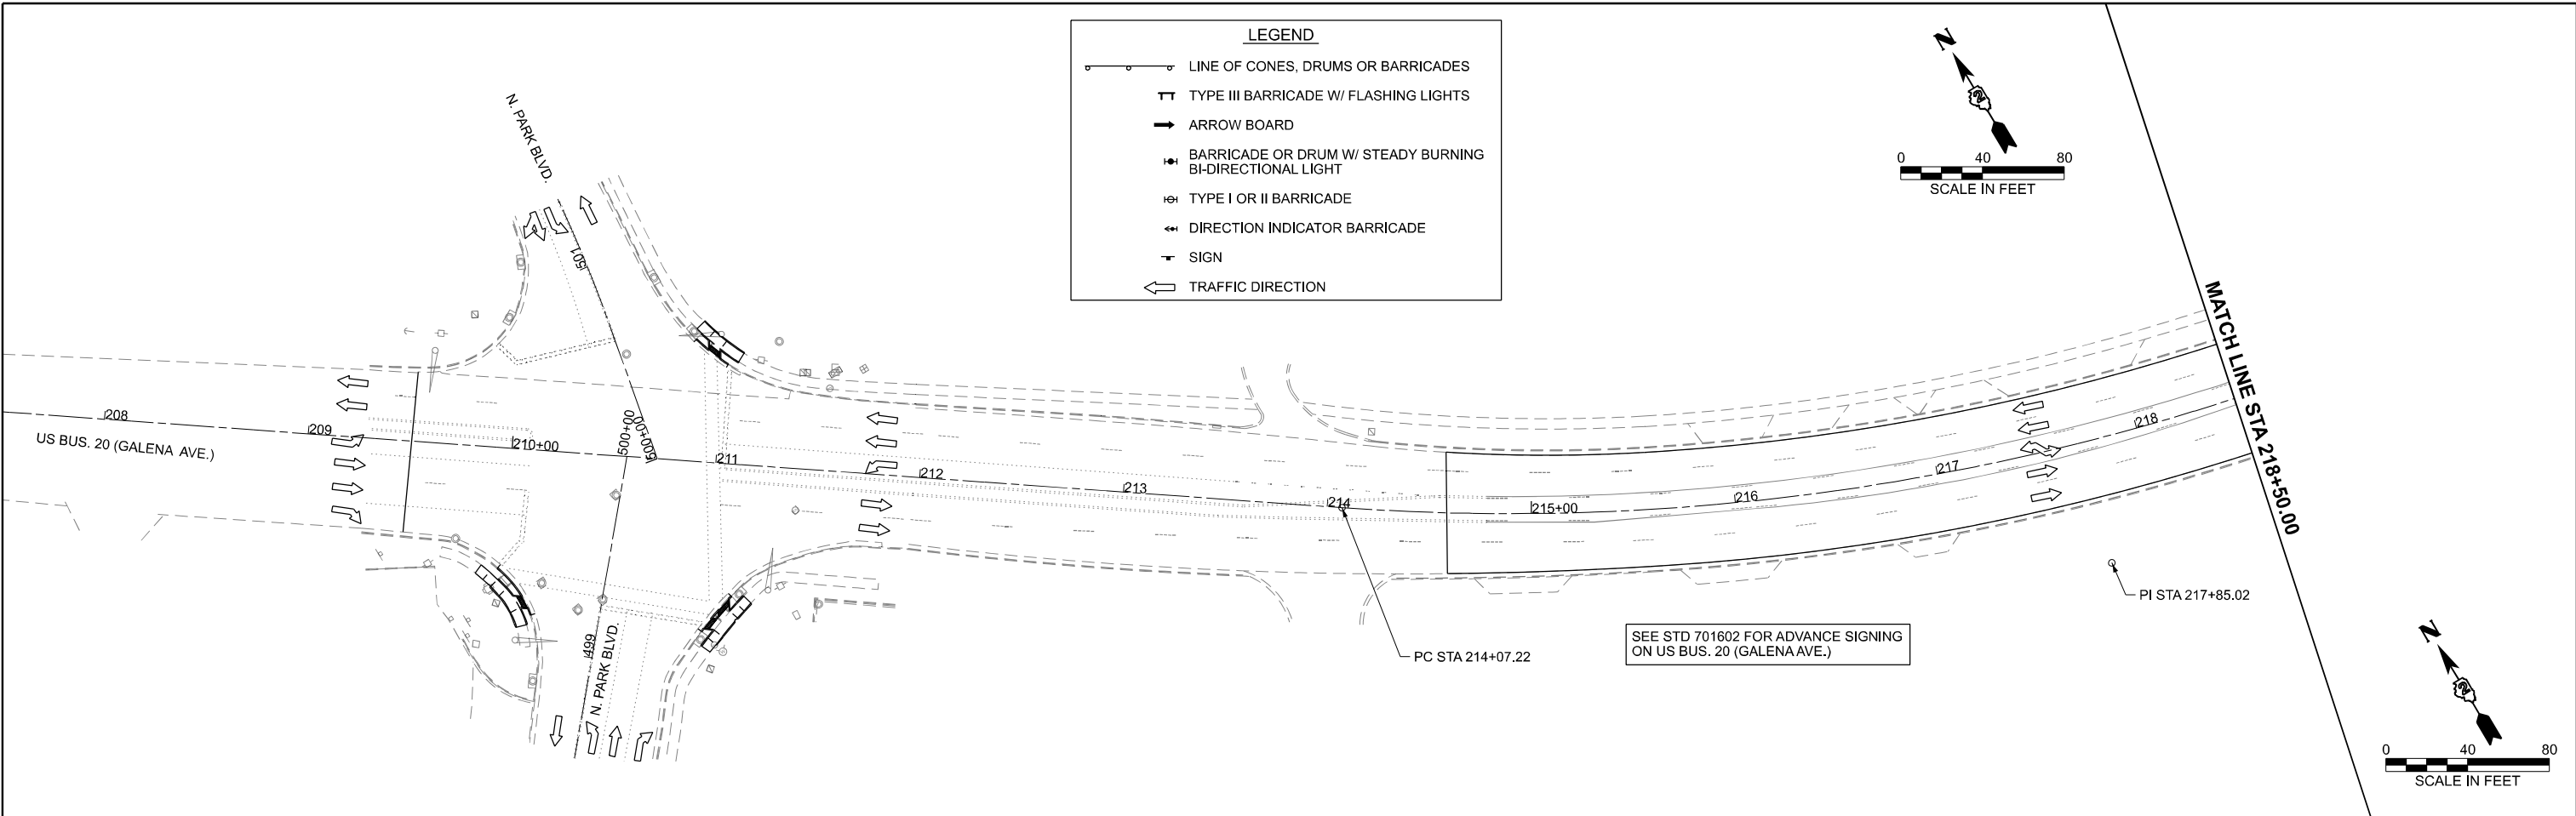 LEGEND
LINE OF CONES, DRUMS OR BARRICADES
TYPE III BARRICADE W/ FLASHING LIGHTS
ARROW BOARD
BARRICADE OR DRUM W/ STEADY BURNING
BI-DIRECTIONAL LIGHT
TYPE I OR II BARRICADE
DIRECTION INDICATOR BARRICADE
SIGN
TRAFFIC DIRECTION
N
2
0 40 80
SCALE IN FEET
N. PARK BLVD.
501
500+00
500+00
499
N. PARK BLVD.
208
209
210+00
211
212
213
214
215+00
216
217
218
US BUS. 20 (GALENA AVE.)
MATCH LINE STA 218+50.00
PI STA 217+85.02
PC STA 214+07.22
SEE STD 701602 FOR ADVANCE SIGNING
ON US BUS. 20 (GALENA AVE.)
N
2
0 40 80
SCALE IN FEET